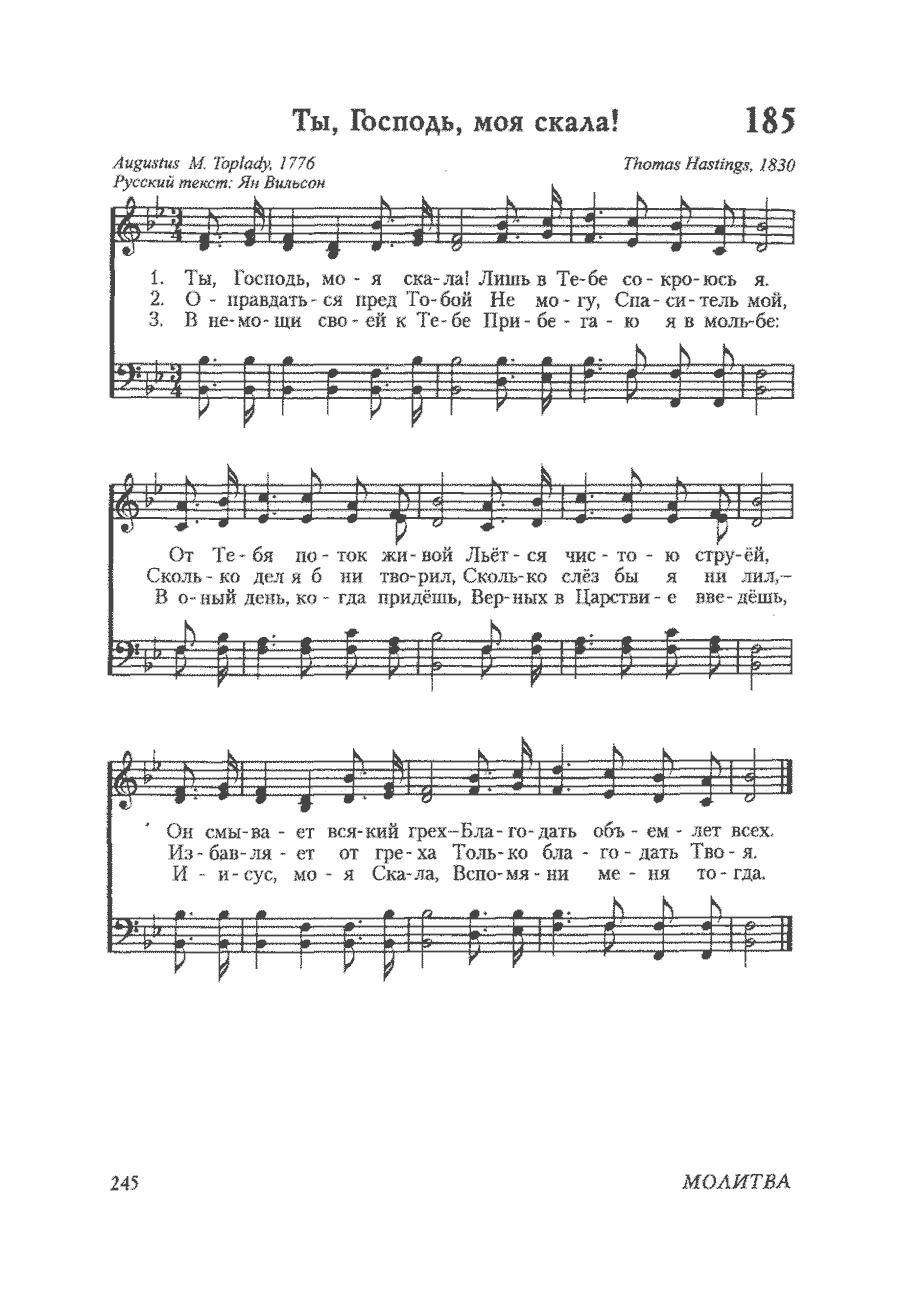 Ты, Господь, моя скала! 185
Augustus M. Toplady, 1776 Thomas Hastings, 1830
Русский текст: Ян Вильсон
1. Ты, Господь, мо - я ска- ла! Лишь в Те- бе со - кро- юсь я.
2. О - правдать - ся пред То- бой Не мо - гу, Спа - си - тель мой,
3. В не- мо - щи сво - ей к Те - бе При - бе - га - ю я в моль- бе:
От Те - бя по - ток жи - вой Льёт - ся чис - то - ю стру- ёй,
Сколь - ко дел я б ни тво- рил, Сколь- ко слёз бы я ни лил,–
В о- ный день, ко - гда придёшь, Вер- ных в Царстви - е вве- дёшь,
Он смы- ва - ет вся- кий грех–Бла - го- дать объ - ем - лет всех.
Из - бав- ля - ет от гре- ха Толь- ко бла - го - дать Тво - я.
И - и- сус, мо - я Ска- ла, Вспо- мя - ни ме - ня то - гда.
245 МОЛИТВА